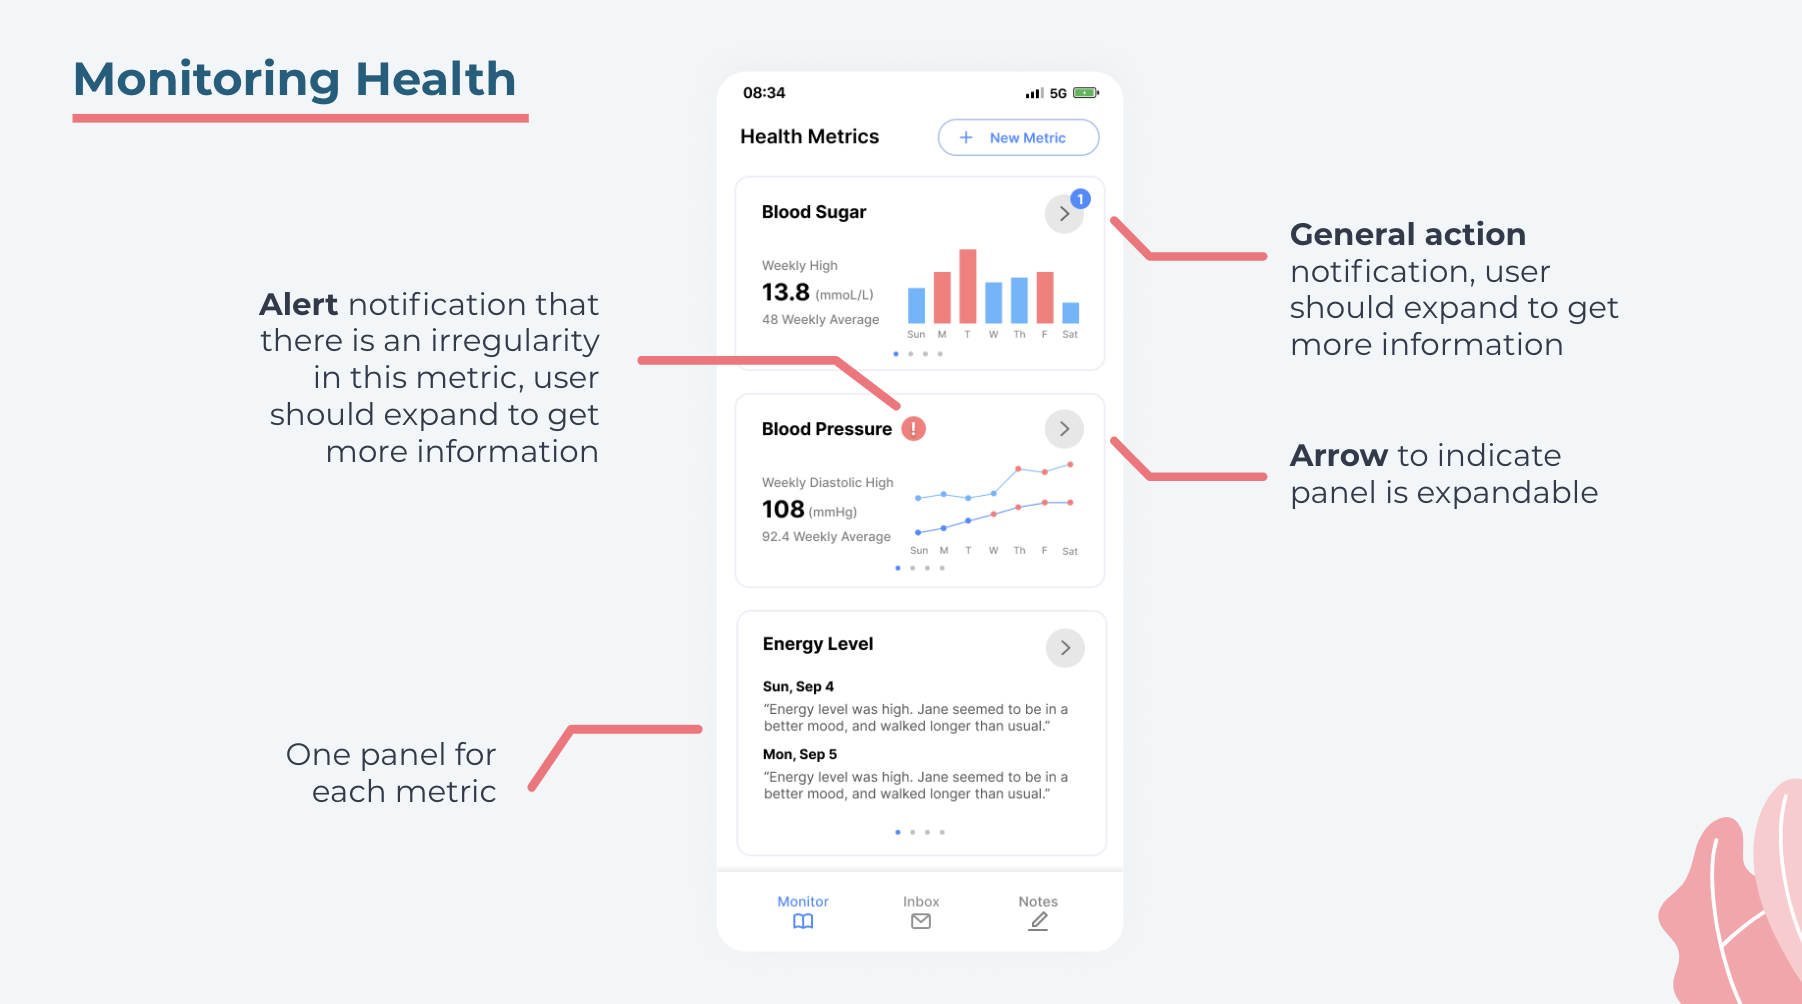 Monitoring Health
08:34
5G
Health Metrics
+ New Metric
Blood Sugar
1
Weekly High
13.8 (mmoL/L)
48 Weekly Average
Sun M T W Th F Sat
General action
notification, user
should expand to get
more information
Alert notification that
there is an irregularity
in this metric, user
should expand to get
more information
Blood Pressure !
Weekly Diastolic High
108 (mmHg)
92.4 Weekly Average
Sun M T W Th F Sat
Arrow to indicate
panel is expandable
Energy Level
Sun, Sep 4
“Energy level was high. Jane seemed to be in a
better mood, and walked longer than usual.”
Mon, Sep 5
“Energy level was high. Jane seemed to be in a
better mood, and walked longer than usual.”
One panel for
each metric
Monitor Inbox Notes